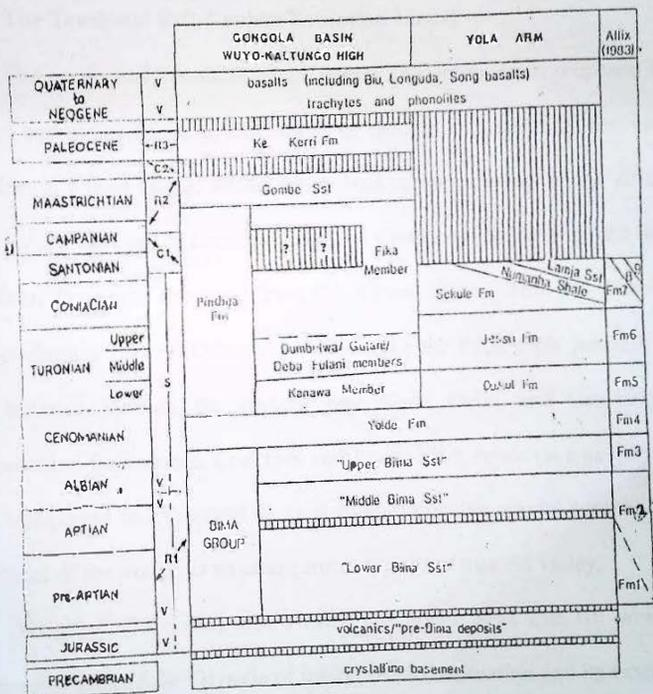 GONGOLA BASIN
WUYO-KALTUNGO HIGH
YOLA ARM
Allix
(1983)
QUATERNARY
to
NEOGENE
V
V
basalts (including Biu, Longuda, Song basalts)
trachytes and phonolites
PALEOCENE
R3
Ke Kerri Fm
C2
MAASTRICHTIAN
R2
Gombe Sst
CAMPANIAN
C1
? ?
Fika
Member
SANTONIAN
Lamja Sst
Numanha Shale
Sekule Fm
Fm7
CONIACIAN
Pindiga
Fm
TURONIAN
Upper
Middle
Lower
S
Dumbulwa/ Gulani/
Deba Fulani members
Jessu Fm
Fm6
Kanawa Member
Dukul Fm
Fm5
CENOMANIAN
Yolde Fm
Fm4
"Upper Bima Sst"
Fm3
ALBIAN
V
V
"Middle Bima Sst"
APTIAN
Fm2
BIMA
GROUP
R1
Pre-APTIAN
"Lower Bima Sst"
Fm1
V
volcanics/"pre-Bima deposits"
JURASSIC
V
PRECAMBRIAN
crystalline basement